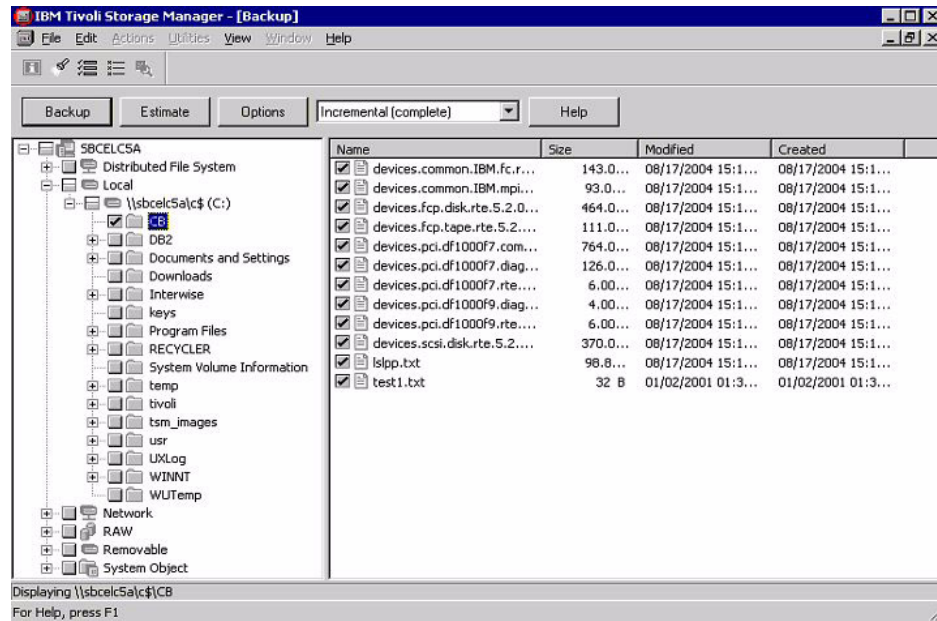 IBM Tivoli Storage Manager - [Backup]
File Edit Actions Utilities View Window Help
Backup Estimate Options Incremental (complete) Help
SBCELC5A
Distributed File System
Local
\\sbcelc5a\c$ (C:)
CB
DB2
Documents and Settings
Downloads
Interwise
keys
Program Files
RECYCLER
System Volume Information
temp
tivoli
tsm_images
usr
UXLog
WINNT
WUTemp
Network
RAW
Removable
System Object
Name Size Modified Created
devices.common.IBM.fc.r... 143.0... 08/17/2004 15:1... 08/17/2004 15:1...
devices.common.IBM.mpi... 93.0... 08/17/2004 15:1... 08/17/2004 15:1...
devices.fcp.disk.rte.5.2.0... 464.0... 08/17/2004 15:1... 08/17/2004 15:1...
devices.fcp.tape.rte.5.2.... 111.0... 08/17/2004 15:1... 08/17/2004 15:1...
devices.pci.df1000f7.com... 764.0... 08/17/2004 15:1... 08/17/2004 15:1...
devices.pci.df1000f7.diag... 126.0... 08/17/2004 15:1... 08/17/2004 15:1...
devices.pci.df1000f7.rte.... 6.00... 08/17/2004 15:1... 08/17/2004 15:1...
devices.pci.df1000f9.diag... 4.00... 08/17/2004 15:1... 08/17/2004 15:1...
devices.pci.df1000f9.rte.... 6.00... 08/17/2004 15:1... 08/17/2004 15:1...
devices.scsi.disk.rte.5.2.... 370.0... 08/17/2004 15:1... 08/17/2004 15:1...
lslpp.txt 98.8... 08/17/2004 15:1... 08/17/2004 15:1...
test1.txt 32 B 01/02/2001 01:3... 01/02/2001 01:3...
Displaying \\sbcelc5a\c$\CB
For Help, press F1